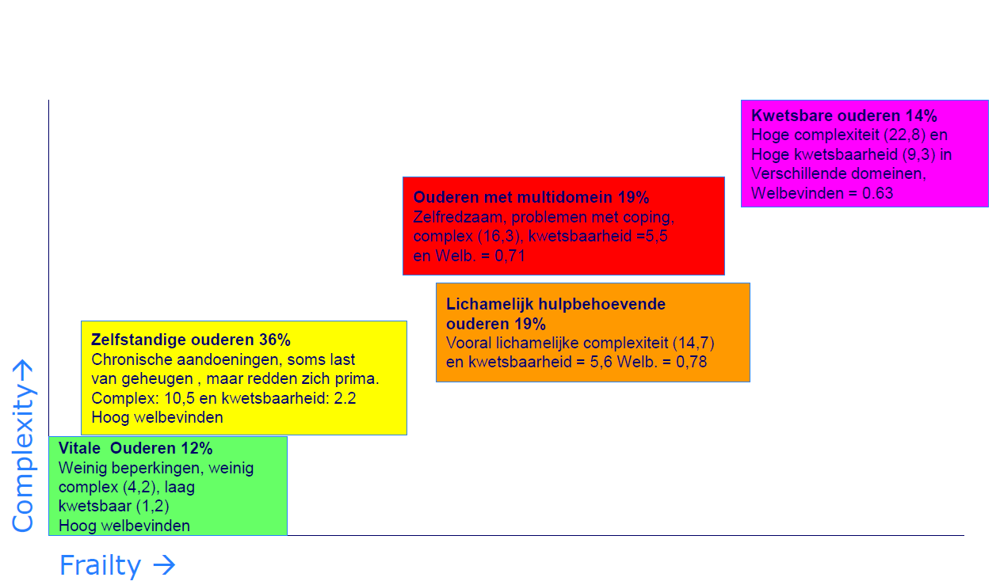 Kwetsbare ouderen 14%
Hoge complexiteit (22,8) en
Hoge kwetsbaarheid (9,3) in
Verschillende domeinen,
Welbevinden = 0.63
Ouderen met multidomein 19%
Zelfredzaam, problemen met coping,
complex (16,3), kwetsbaarheid =5,5
en Welb. = 0,71
Lichamelijk hulpbehoevende
ouderen 19%
Vooral lichamelijke complexiteit (14,7)
en kwetsbaarheid = 5,6 Welb. = 0,78
Zelfstandige ouderen 36%
Chronische aandoeningen, soms last
van geheugen , maar redden zich prima.
Complex: 10,5 en kwetsbaarheid: 2.2
Hoog welbevinden
Vitale  Ouderen 12%
Weinig beperkingen, weinig
complex (4,2), laag
kwetsbaar (1,2)
Hoog welbevinden
Complexity→
Frailty →